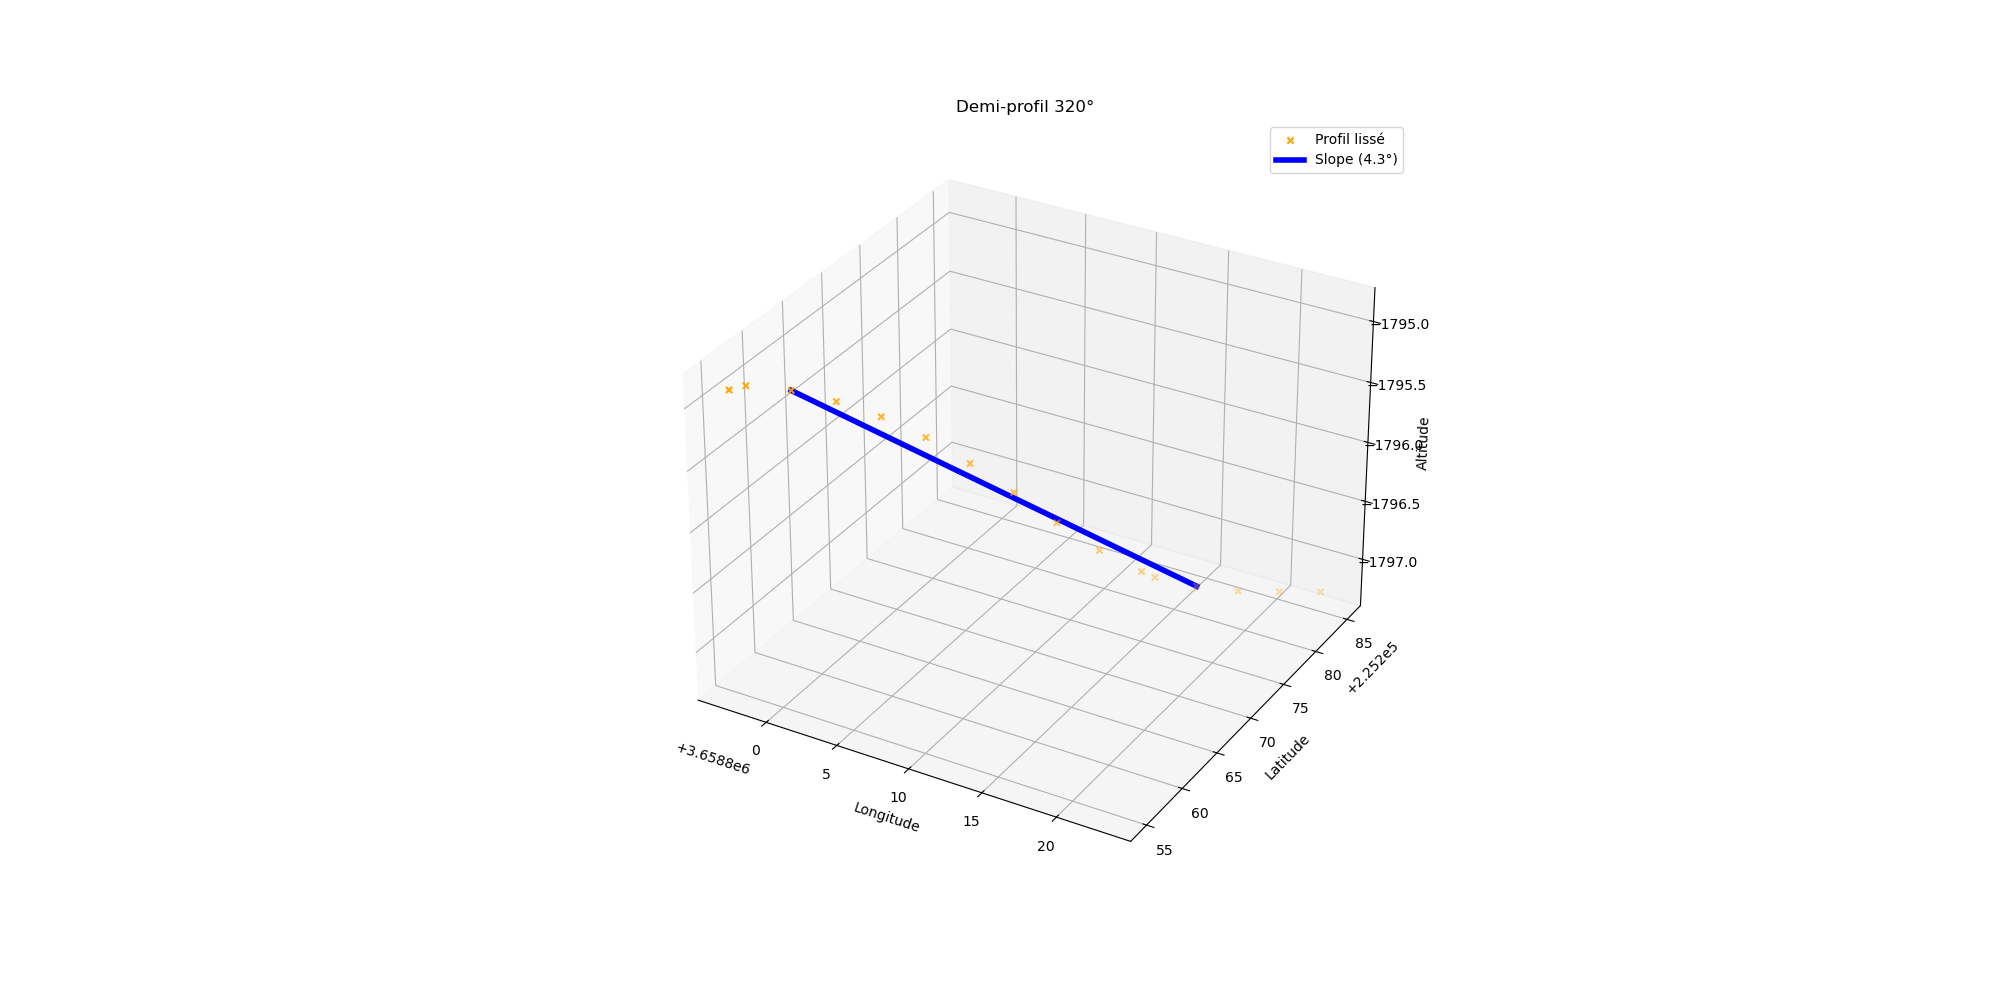 Demi-profil 320°
Profil lissé
Slope (4.3°)
−1795.0
−1795.5
−1796.0
−1796.5
−1797.0
Altitude
85
80
75
70
65
60
55
+2.252e5
Latitude
0
5
10
15
20
+3.6588e6
Longitude